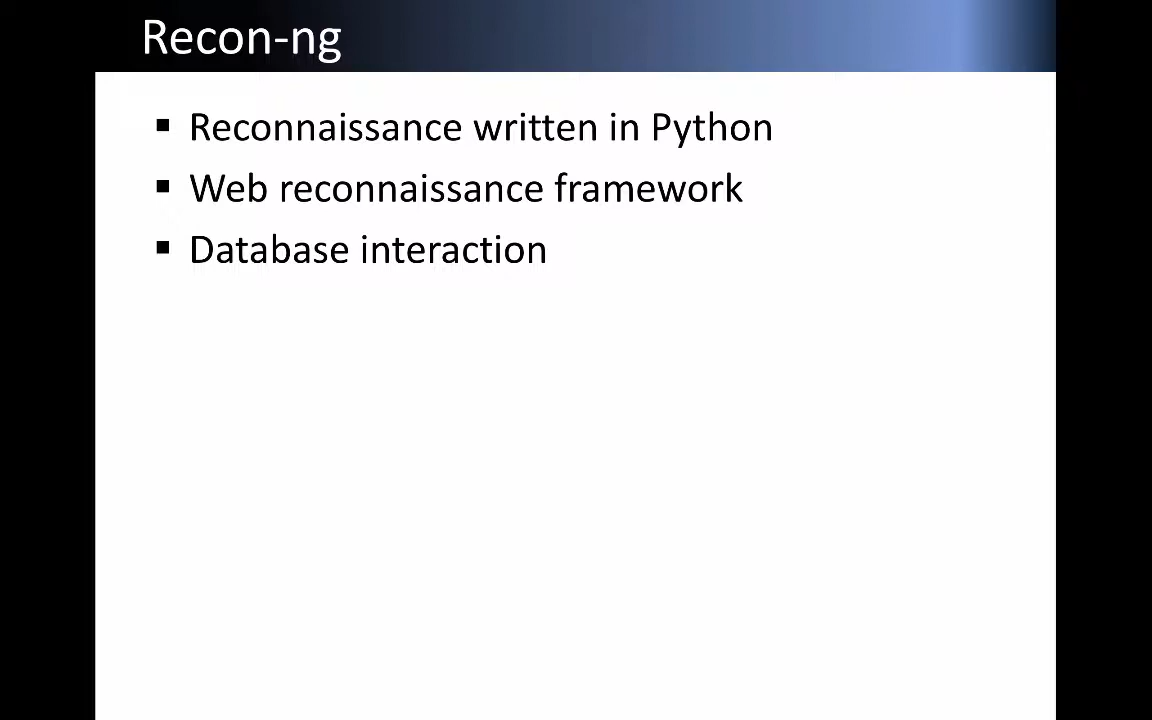 Recon-ng
▪ Reconnaissance written in Python
▪ Web reconnaissance framework
▪ Database interaction